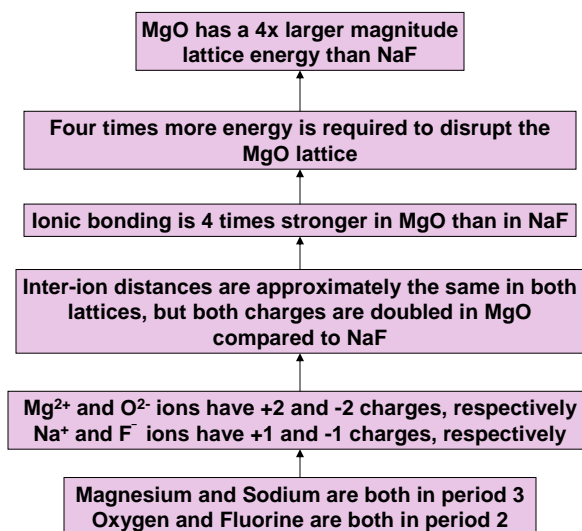 MgO has a 4x larger magnitude
lattice energy than NaF
Four times more energy is required to disrupt the
MgO lattice
Ionic bonding is 4 times stronger in MgO than in NaF
Inter-ion distances are approximately the same in both
lattices, but both charges are doubled in MgO
compared to NaF
Mg²⁺ and O²⁻ ions have +2 and -2 charges, respectively
Na⁺ and F⁻ ions have +1 and -1 charges, respectively
Magnesium and Sodium are both in period 3
Oxygen and Fluorine are both in period 2